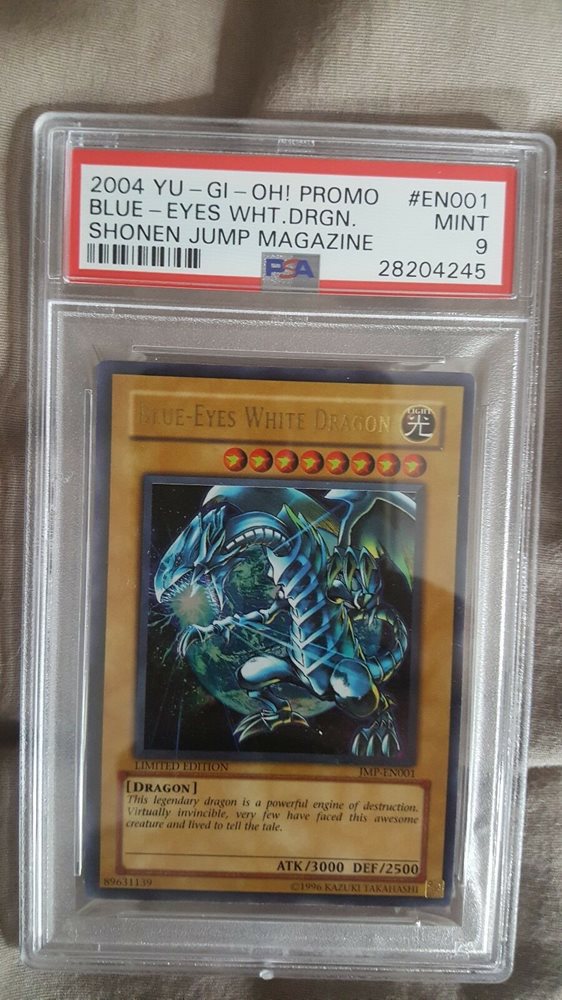 2004 YU-GI-OH! PROMO #EN001
BLUE-EYES WHT.DRGN. MINT
SHONEN JUMP MAGAZINE 9
PSA 28204245
BLUE-EYES WHITE DRAGON
LIGHT
光
LIMITED EDITION JMP-EN001
[DRAGON]
This legendary dragon is a powerful engine of destruction.
Virtually invincible, very few have faced this awesome
creature and lived to tell the tale.
ATK/3000 DEF/2500
89631139 ©1996 KAZUKI TAKAHASHI